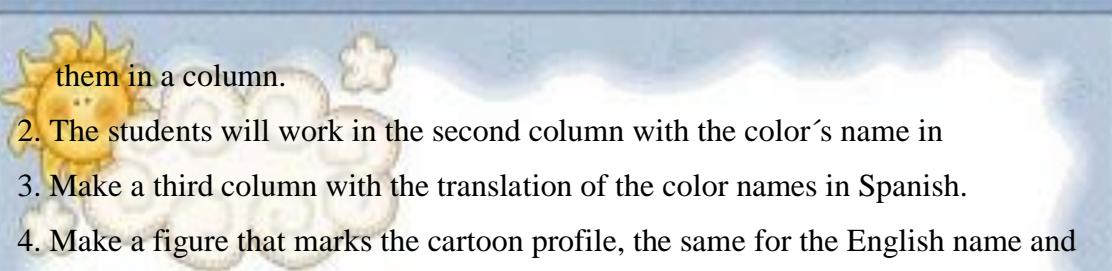 them in a column.
2. The students will work in the second column with the color´s name in
3. Make a third column with the translation of the color names in Spanish.
4. Make a figure that marks the cartoon profile, the same for the English name and